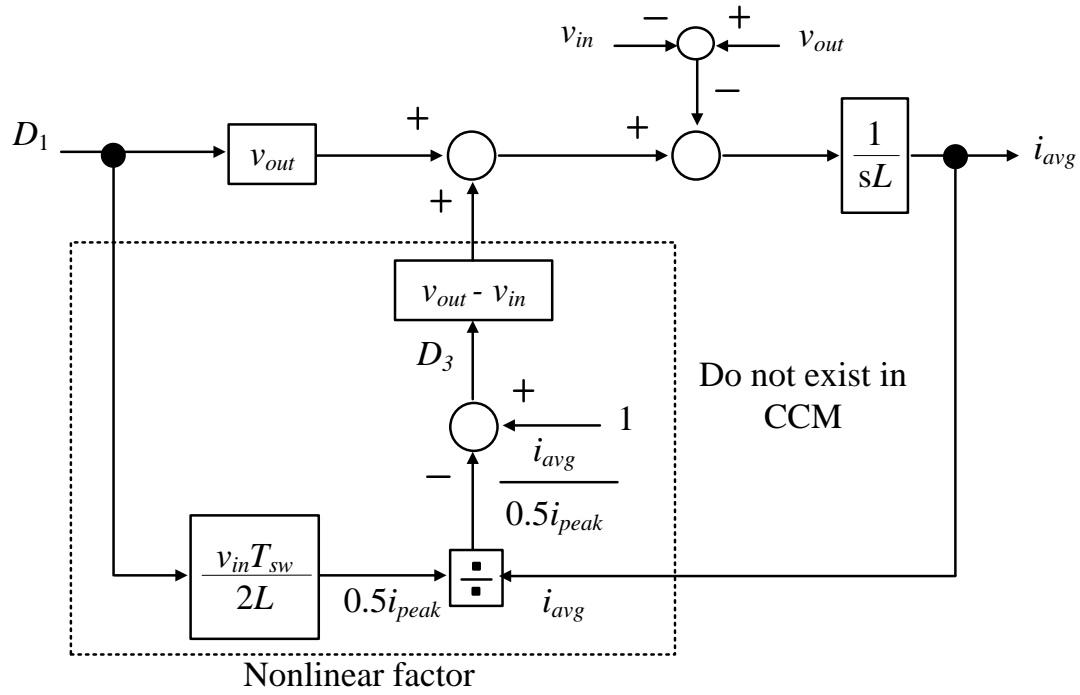 − +
v_in v_out
−
D_1
v_out
+
+
+
1
sL
i_avg
v_out - v_in
D_3
+
1
−
i_avg
0.5i_peak
Do not exist in
CCM
v_in T_sw
2L
0.5i_peak
÷
i_avg
Nonlinear factor